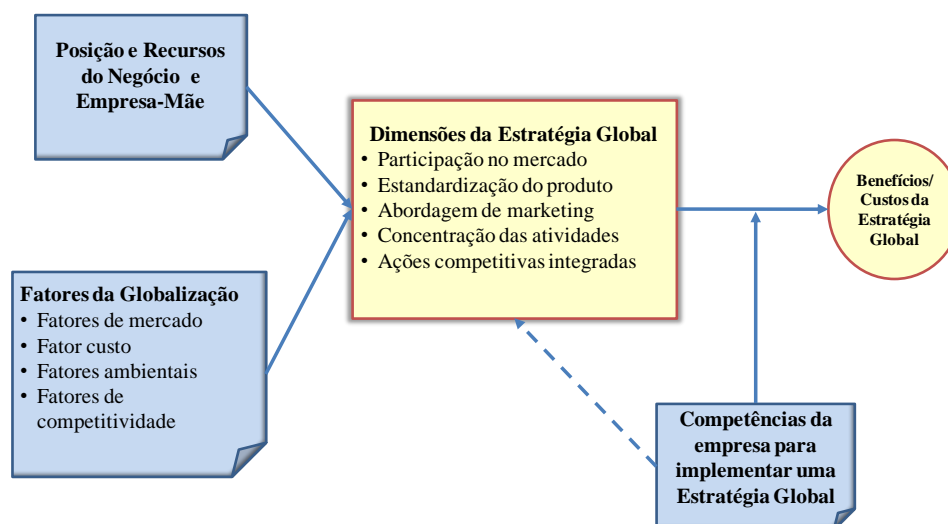 Posição e Recursos
do Negócio e
Empresa-Mãe
Dimensões da Estratégia Global
• Participação no mercado
• Estandardização do produto
• Abordagem de marketing
• Concentração das atividades
• Ações competitivas integradas
Benefícios/
Custos da
Estratégia
Global
Fatores da Globalização
• Fatores de mercado
• Fator custo
• Fatores ambientais
• Fatores de
competitividade
Competências da
empresa para
implementar uma
Estratégia Global